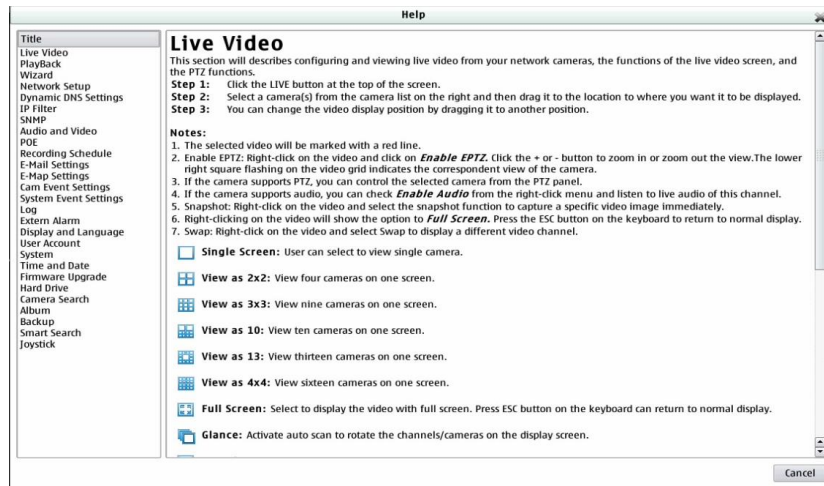 Help
Title
Live Video
PlayBack
Wizard
Network Setup
Dynamic DNS Settings
IP Filter
SNMP
Audio and Video
POE
Recording Schedule
E-Mail Settings
E-Map Settings
Cam Event Settings
System Event Settings
Log
Extern Alarm
Display and Language
User Account
System
Time and Date
Firmware Upgrade
Hard Drive
Camera Search
Album
Backup
Smart Search
Joystick
Live Video
This section will describes configuring and viewing live video from your network cameras, the functions of the live video screen, and
the PTZ functions.
Step 1: Click the LIVE button at the top of the screen.
Step 2: Select a camera(s) from the camera list on the right and then drag it to the location to where you want it to be displayed.
Step 3: You can change the video display position by dragging it to another position.
Notes:
1. The selected video will be marked with a red line.
2. Enable EPTZ: Right-click on the video and click on Enable EPTZ. Click the + or - button to zoom in or zoom out the view.The lower
right square flashing on the video grid indicates the correspondent view of the camera.
3. If the camera supports PTZ, you can control the selected camera from the PTZ panel.
4. If the camera supports audio, you can check Enable Audio from the right-click menu and listen to live audio of this channel.
5. Snapshot: Right-click on the video and select the snapshot function to capture a specific video image immediately.
6. Right-clicking on the video will show the option to Full Screen. Press the ESC button on the keyboard to return to normal display.
7. Swap: Right-click on the video and select Swap to display a different video channel.
Single Screen: User can select to view single camera.
View as 2x2: View four cameras on one screen.
View as 3x3: View nine cameras on one screen.
View as 10: View ten cameras on one screen.
View as 13: View thirteen cameras on one screen.
View as 4x4: View sixteen cameras on one screen.
Full Screen: Select to display the video with full screen. Press ESC button on the keyboard can return to normal display.
Glance: Activate auto scan to rotate the channels/cameras on the display screen.
Cancel